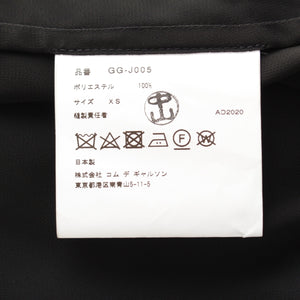 品番 GG-J005
ポリエステル 100%
サイズ XS
縫製責任者 AD2020
日本製
株式会社 コム デ ギャルソン
東京都港区南青山5-11-5